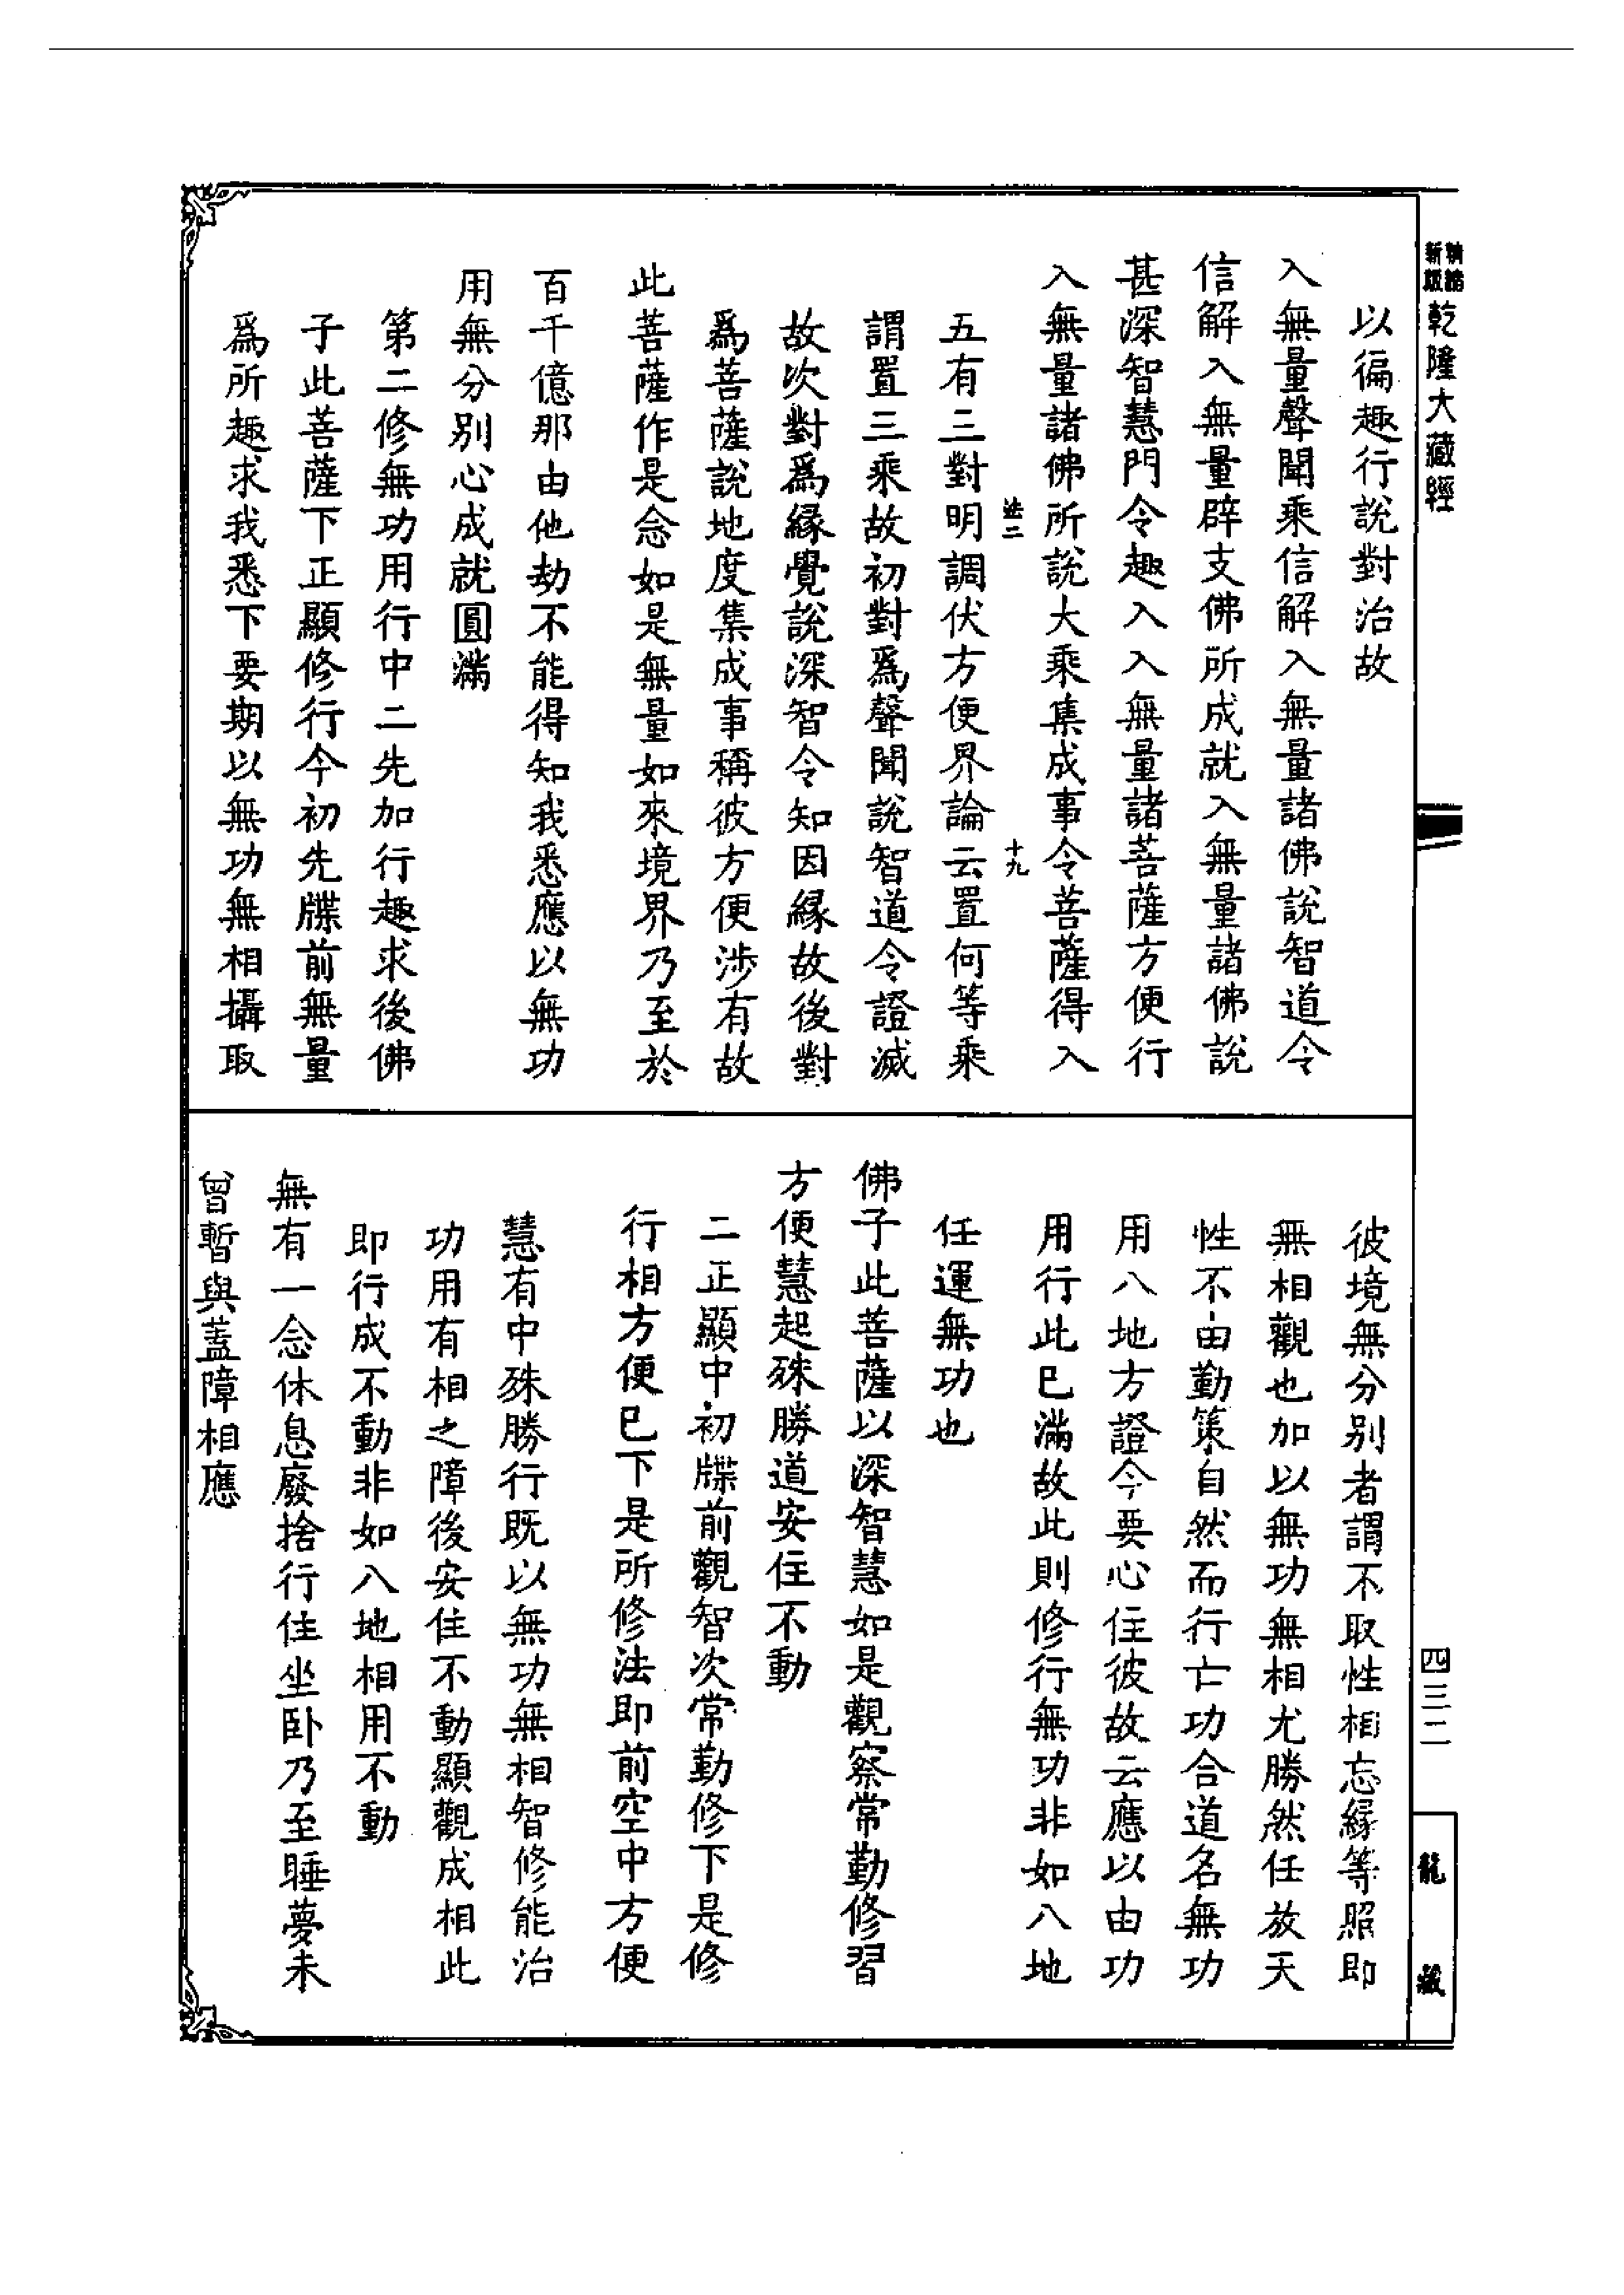 新編縮版
乾隆大藏經
以徧趣行說對治故
入無量聲聞乘信解入無量諸佛說智道令
信解入無量辟支佛所成就入無量諸佛說
甚深智慧門令趣入入無量諸菩薩方便行
入無量諸佛所說大乘集成事令菩薩得入
十九
五有三對明調伏方便界論云置何等乘
謂置三乘故初對爲聲聞說智道令證滅
故次對爲緣覺說深智令知因緣故後對
爲菩薩說地度集成事稱彼方便涉有故
此菩薩作是念如是無量如來境界乃至於
百千億那由他劫不能得知我悉應以無功
用無分別心成就圓滿
第二修無功用行中二先加行趣求後佛
子此菩薩下正顯修行今初先牒前無量
爲所趣求我悉下要期以無功無相攝取
彼境無分別者謂不取性相忘緣等照即
無相觀也加以無功無相尤勝然任放天
性不由勤策自然而行亡功合道名無功
用八地方證今要心住彼故云應以由功
用行此已滿故此則修行無功非如八地
任運無功也
佛子此菩薩以深智慧如是觀察常勤修習
方便慧起殊勝道安住不動
二正顯中初牒前觀智次常勤修下是修
行相方便已下是所修法即前空中方便
慧有中殊勝行既以無功無相智修能治
功用有相之障後安住不動顯觀成相此
即行成不動非如八地相用不動
無有一念休息廢捨行住坐臥乃至睡夢未
曾暫與蓋障相應
四三二
龍藏